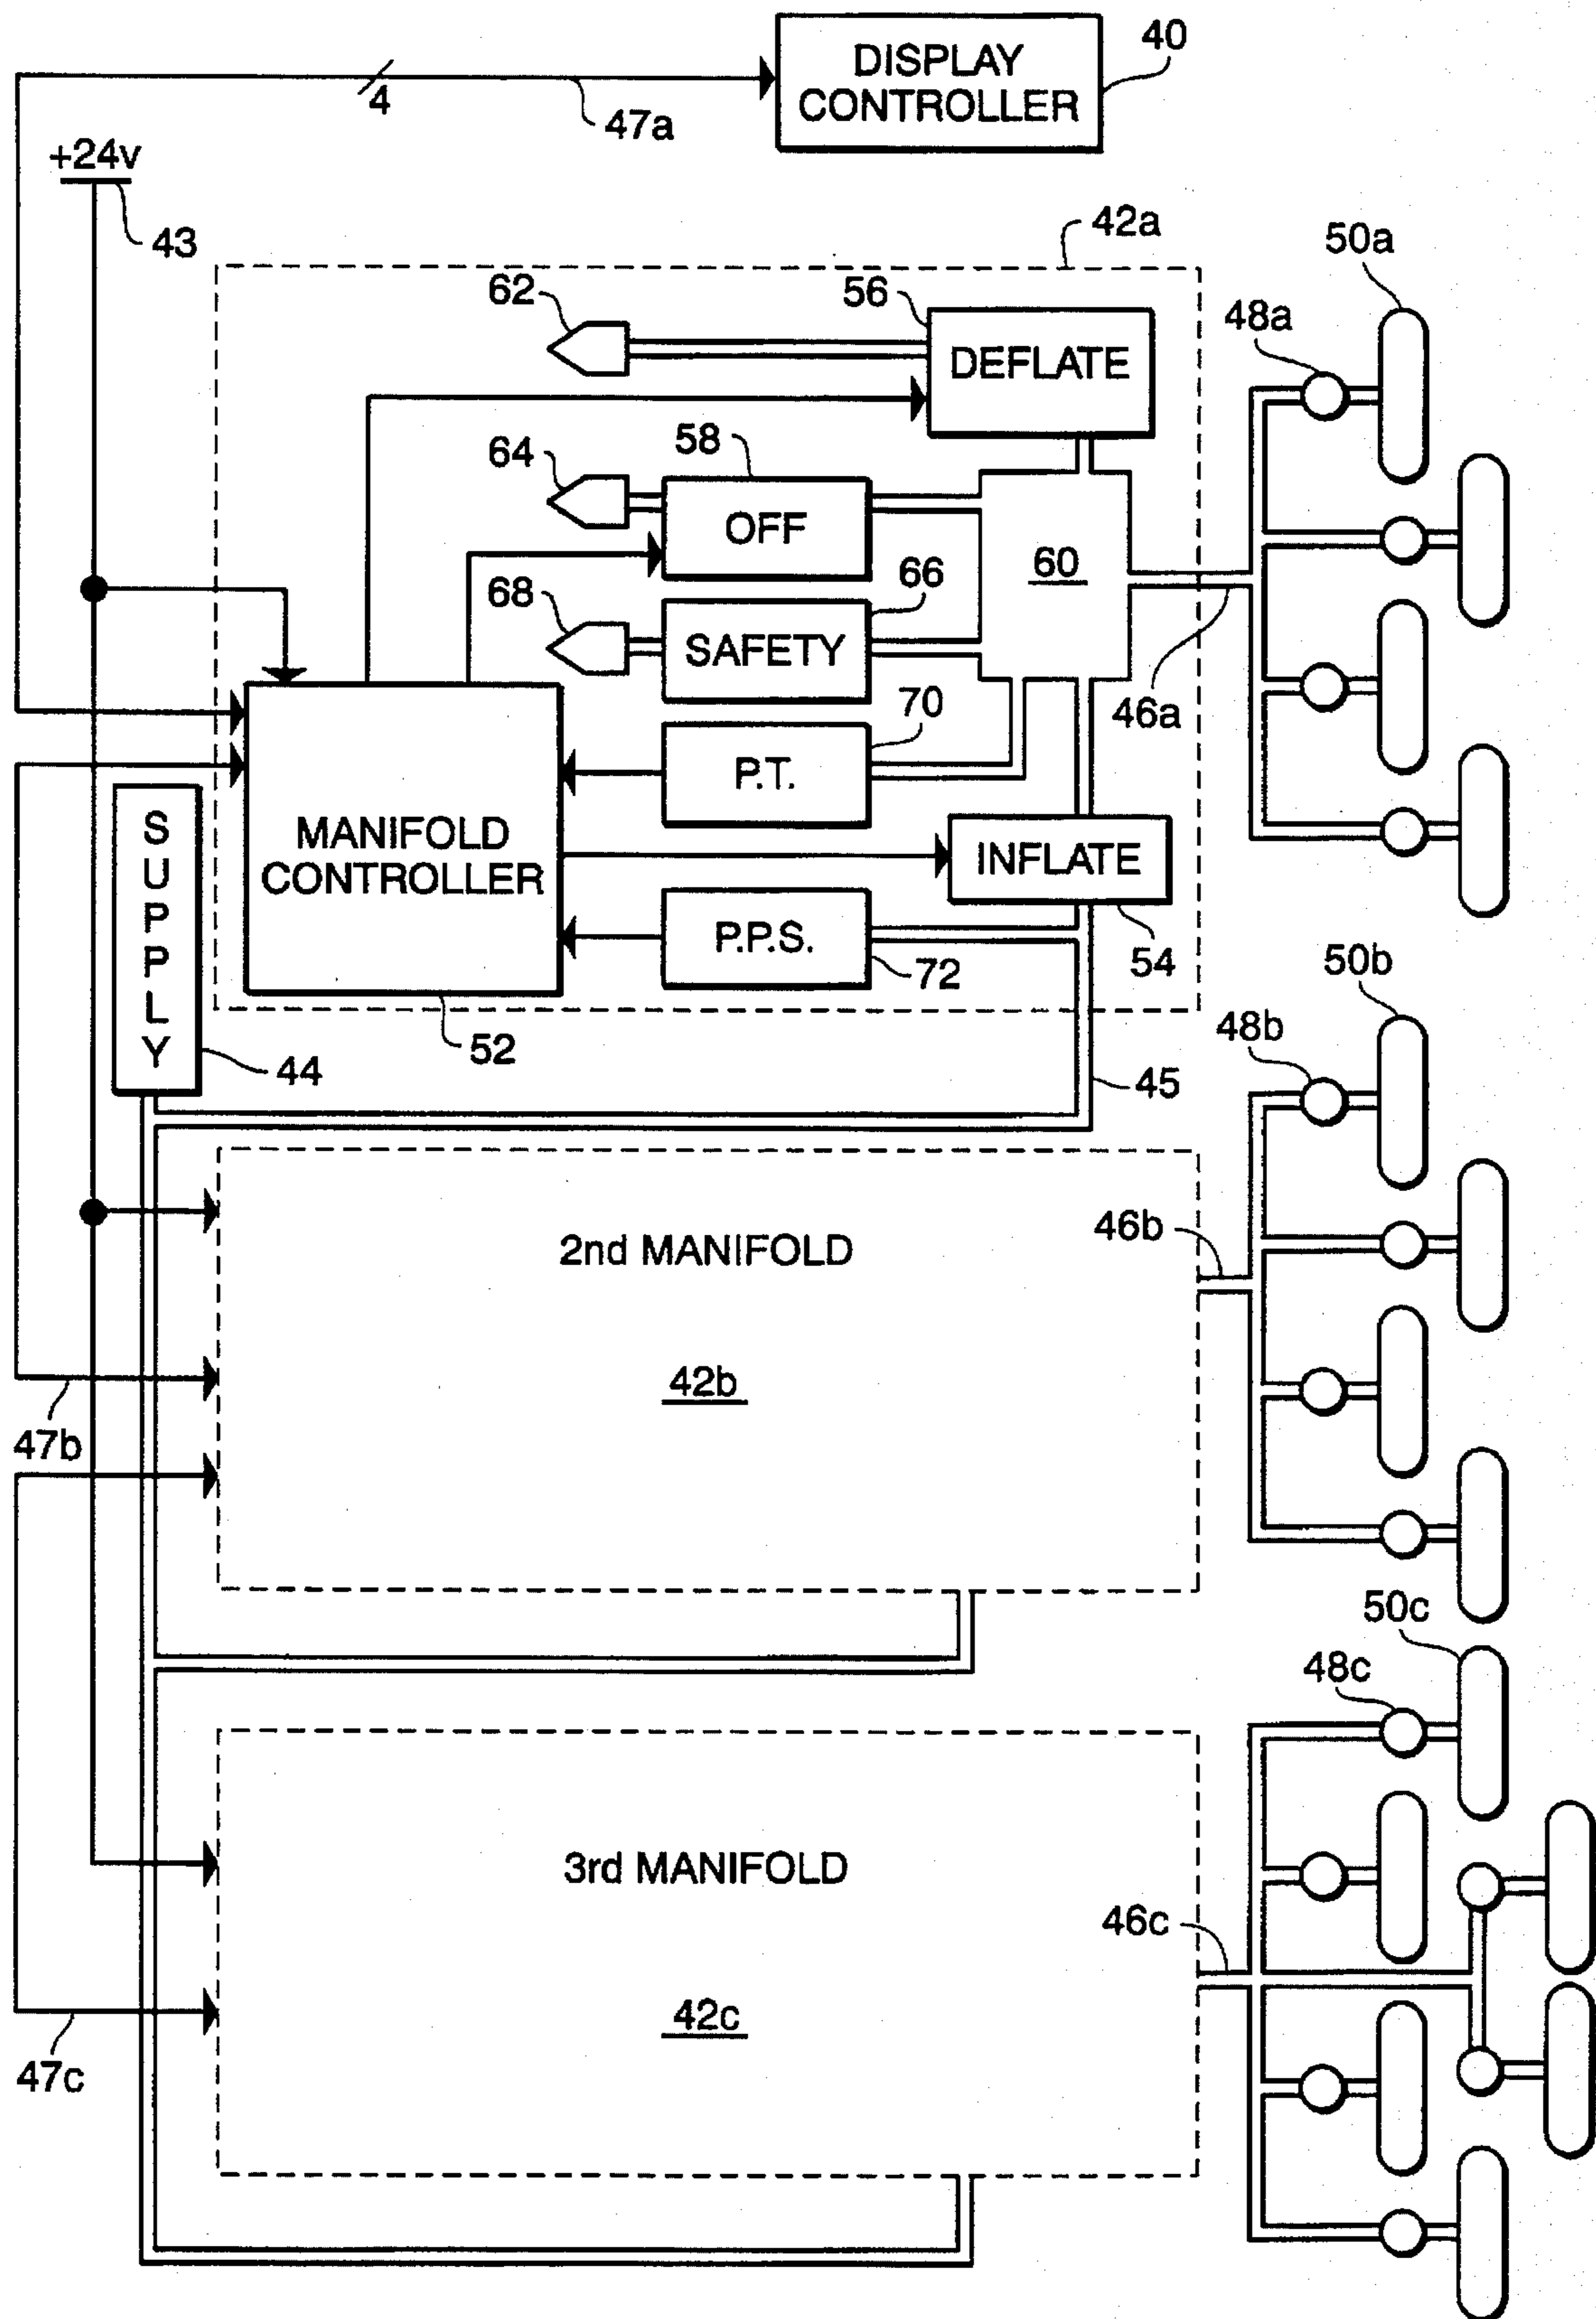 DISPLAY
CONTROLLER
40
4
47a
+24v
43
42a
50a
62
56
48a
DEFLATE
64
58
OFF
60
68
66
SAFETY
46a
70
P.T.
SUPPLY
MANIFOLD
CONTROLLER
INFLATE
P.P.S.
72
54
50b
52
48b
44
45
46b
2nd MANIFOLD
42b
47b
50c
48c
3rd MANIFOLD
46c
42c
47c